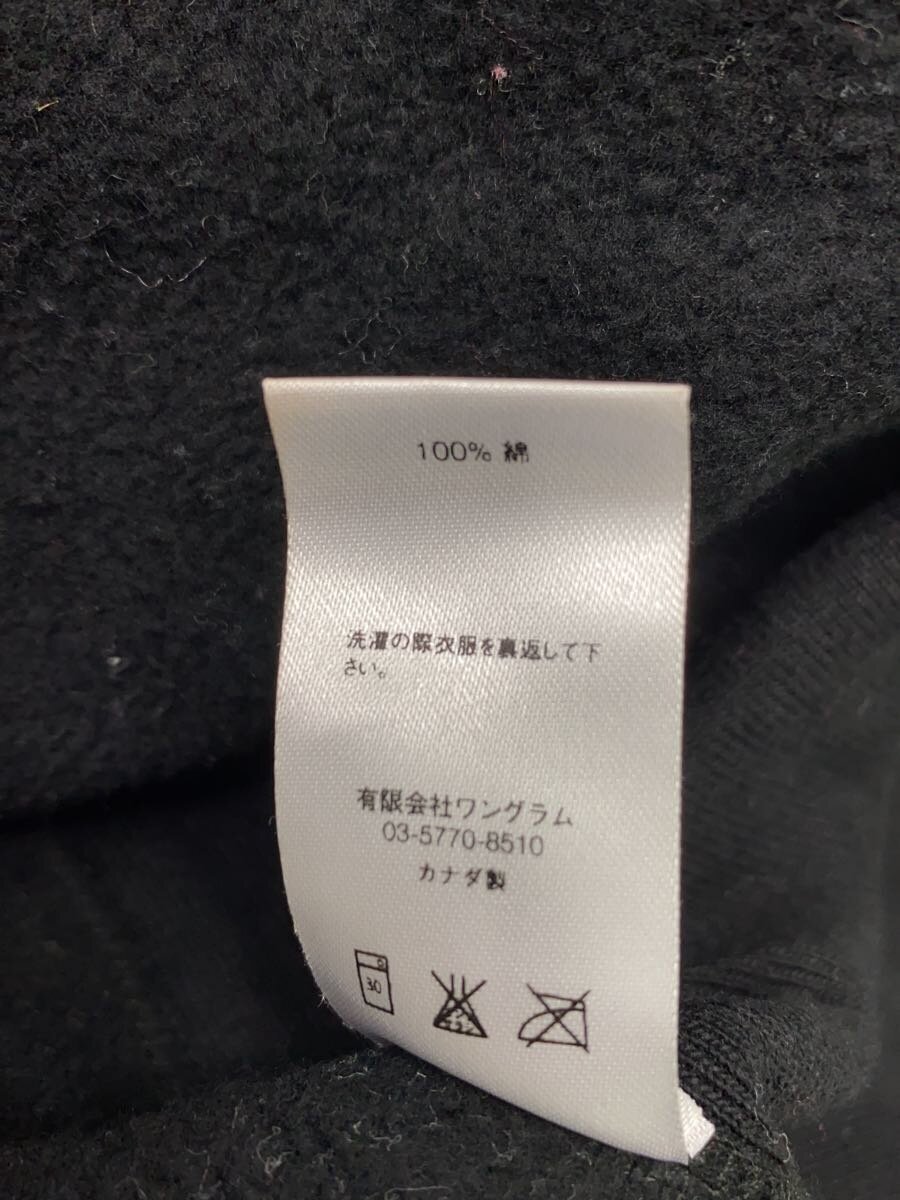 100% 綿
洗濯の際衣服を裏返して下
さい。
有限会社ワングラム
03-5770-8510
カナダ製
30